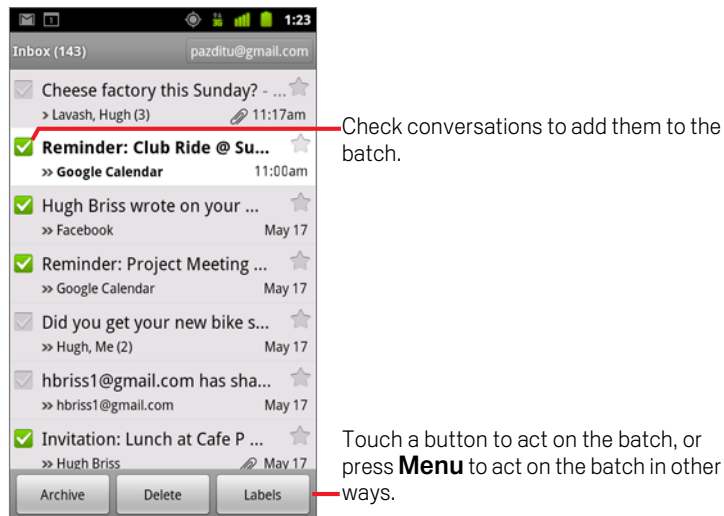 1 3G 1:23
Inbox (143) pazditu@gmail.com
Cheese factory this Sunday? - ...
> Lavash, Hugh (3) 11:17am
Reminder: Club Ride @ Su...
» Google Calendar 11:00am
Hugh Briss wrote on your ...
» Facebook May 17
Reminder: Project Meeting ...
» Google Calendar May 17
Did you get your new bike s...
» Hugh, Me (2) May 17
hbriss1@gmail.com has sha...
» hbriss1@gmail.com May 17
Invitation: Lunch at Cafe P ...
» Hugh Briss May 17
Archive Delete Labels
Check conversations to add them to the
batch.
Touch a button to act on the batch, or
press Menu to act on the batch in other
ways.